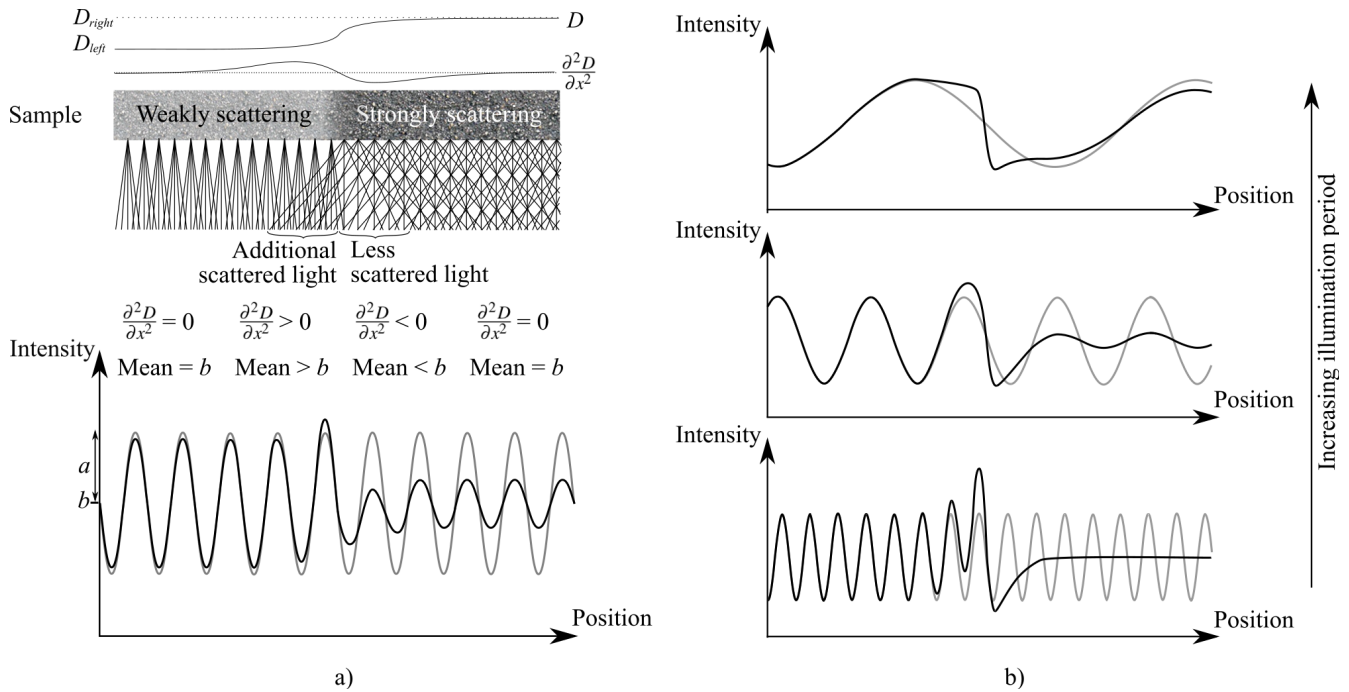 D_right
D_left
D
∂²D/∂x²
Sample
Weakly scattering
Strongly scattering
Additional
scattered light
Less
scattered light
∂²D/∂x² = 0
∂²D/∂x² > 0
∂²D/∂x² < 0
∂²D/∂x² = 0
Mean = b
Mean > b
Mean < b
Mean = b
Intensity
a
b
Position
a)
Intensity
Position
Intensity
Position
Intensity
Position
Increasing illumination period
b)